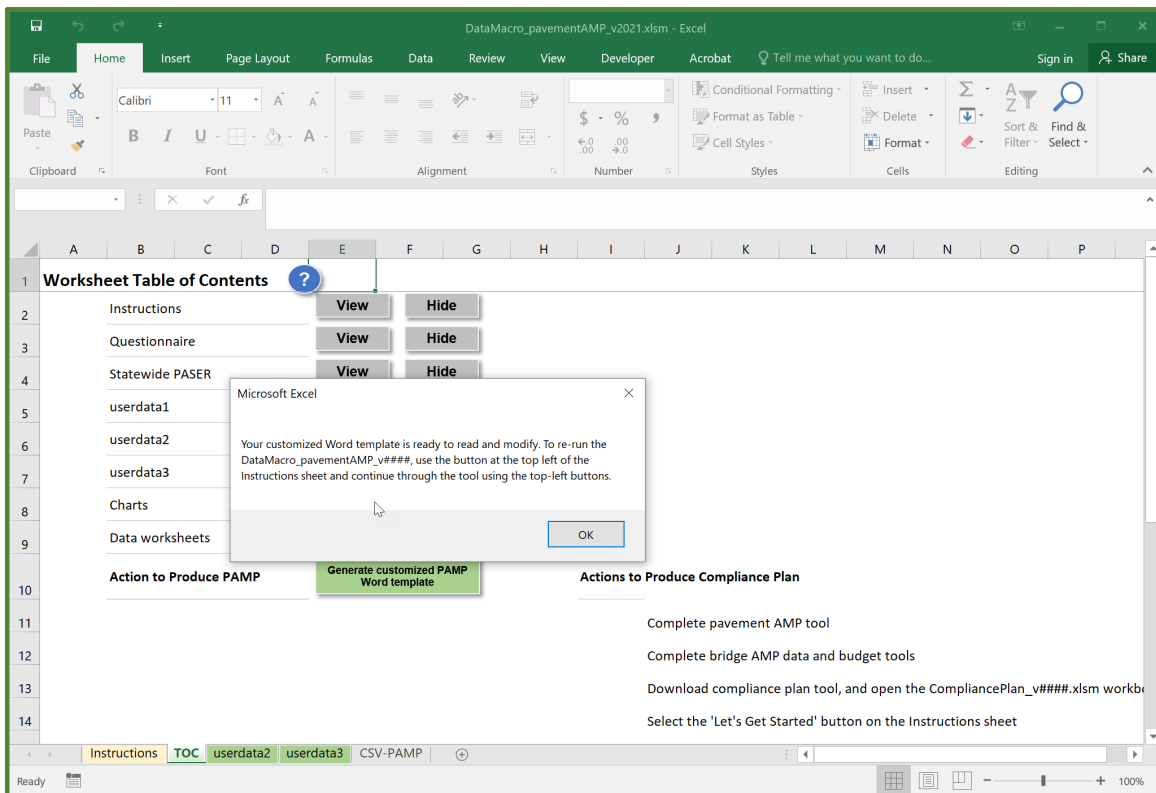 DataMacro_pavementAMP_v2021.xlsm - Excel
File Home Insert Page Layout Formulas Data Review View Developer Acrobat Tell me what you want to do... Sign in Share
Calibri 11 A A
Conditional Formatting
Insert
Paste
B I U A
$ % ,
Format as Table
Delete
Sort & Filter
Find & Select
.0 .00
.00 .0
Cell Styles
Format
Clipboard Font Alignment Number Styles Cells Editing
fx
A B C D E F G H I J K L M N O P
1 Worksheet Table of Contents ?
2 Instructions View Hide
3 Questionnaire View Hide
4 Statewide PASER View Hide
5 userdata1
6 userdata2
7 userdata3
8 Charts
9 Data worksheets
Microsoft Excel
Your customized Word template is ready to read and modify. To re-run the
DataMacro_pavementAMP_v####, use the button at the top left of the
Instructions sheet and continue through the tool using the top-left buttons.
OK
10 Action to Produce PAMP
Generate customized PAMP
Word template
Actions to Produce Compliance Plan
11 Complete pavement AMP tool
12 Complete bridge AMP data and budget tools
13 Download compliance plan tool, and open the CompliancePlan_v####.xlsm workb
14 Select the 'Let's Get Started' button on the Instructions sheet
Instructions TOC userdata2 userdata3 CSV-PAMP
Ready
100%